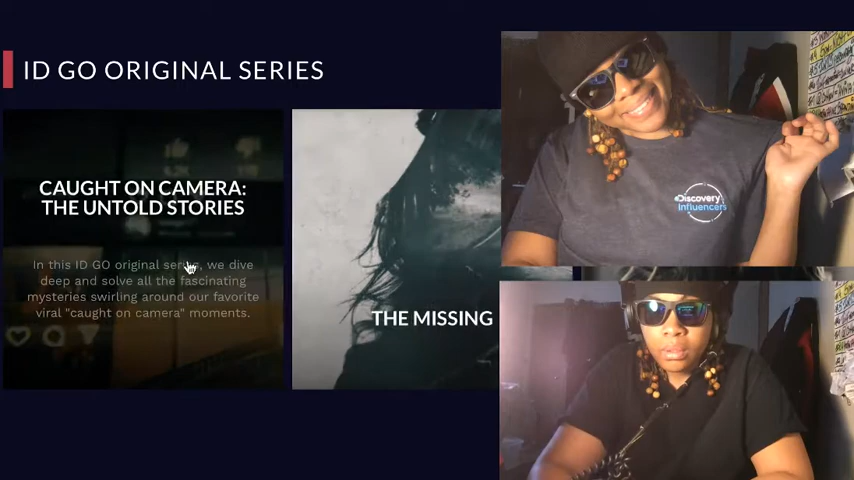 ID GO ORIGINAL SERIES
CAUGHT ON CAMERA:
THE UNTOLD STORIES
In this ID GO original series, we dive
deep and solve all the fascinating
mysteries swirling around our favorite
viral "caught on camera" moments.
THE MISSING
Discovery
Influencers